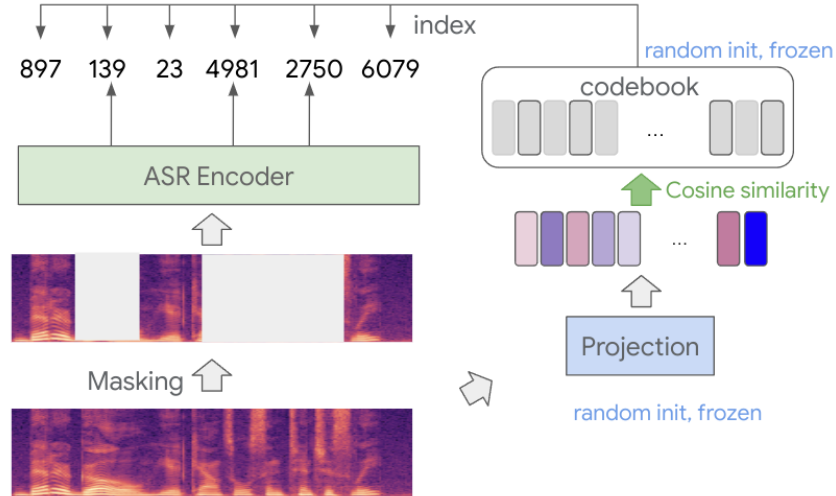 index
random init, frozen
897 139 23 4981 2750 6079
codebook
...
ASR Encoder
Cosine similarity
...
Projection
Masking
random init, frozen